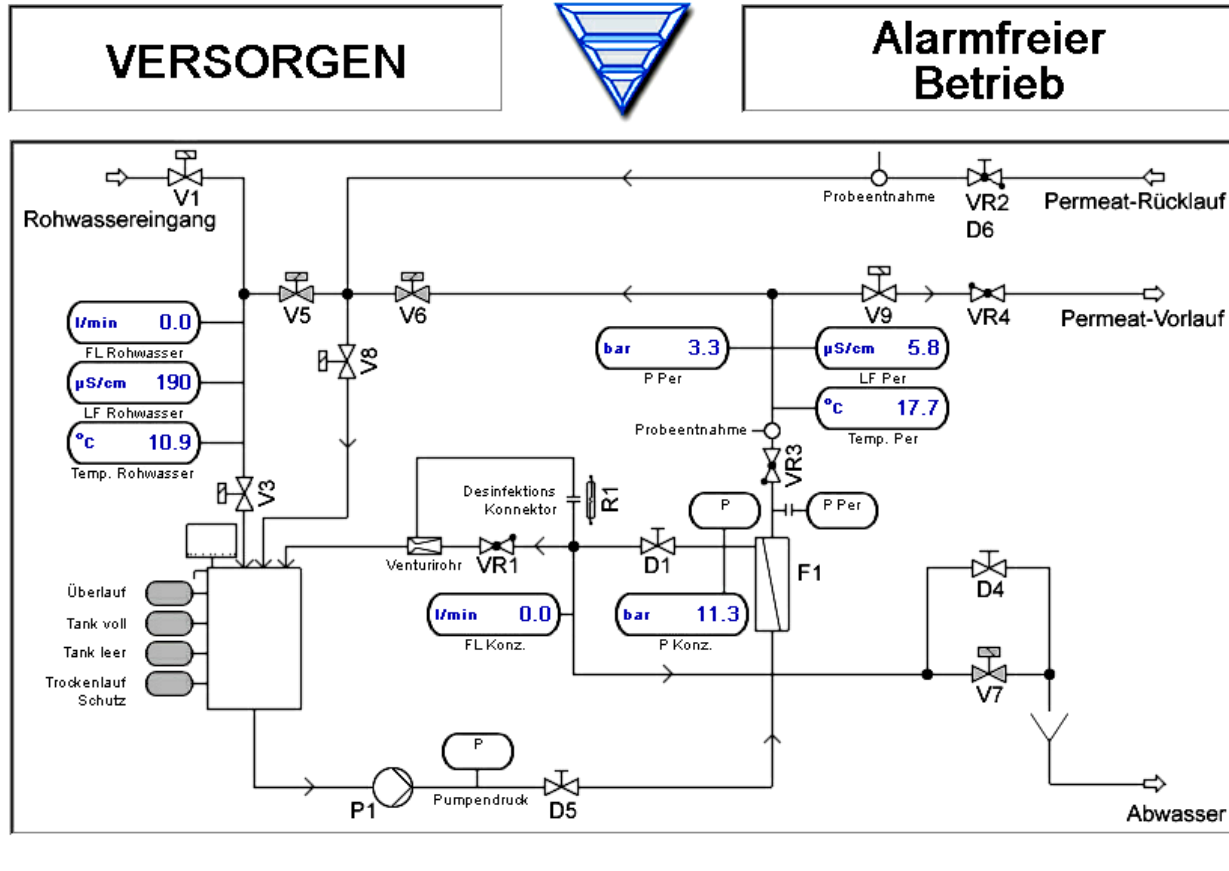 VERSORGEN
Alarmfreier
Betrieb
V1
Rohwassereingang
Probeentnahme
VR2
D6
Permeat-Rücklauf
V5
V6
V9
VR4
Permeat-Vorlauf
l/min 0.0
FL Rohwasser
V8
bar 3.3
P Per
µS/cm 5.8
LF Per
µS/cm 190
LF Rohwasser
°C 17.7
Temp. Per
°C 10.9
Temp. Rohwasser
Probeentnahme
VR3
V3
Desinfektions
Konnektor
R1
P
P Per
Venturirohr
VR1
D1
F1
D4
Überlauf
Tank voll
Tank leer
Trockenlauf
Schutz
l/min 0.0
FL Konz.
bar 11.3
P Konz.
V7
P
P1
Pumpendruck
D5
Abwasser